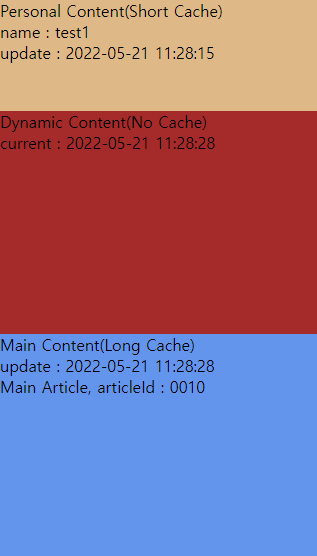 Personal Content(Short Cache)
name : test1
update : 2022-05-21 11:28:15
Dynamic Content(No Cache)
current : 2022-05-21 11:28:28
Main Content(Long Cache)
update : 2022-05-21 11:28:28
Main Article, articleId : 0010